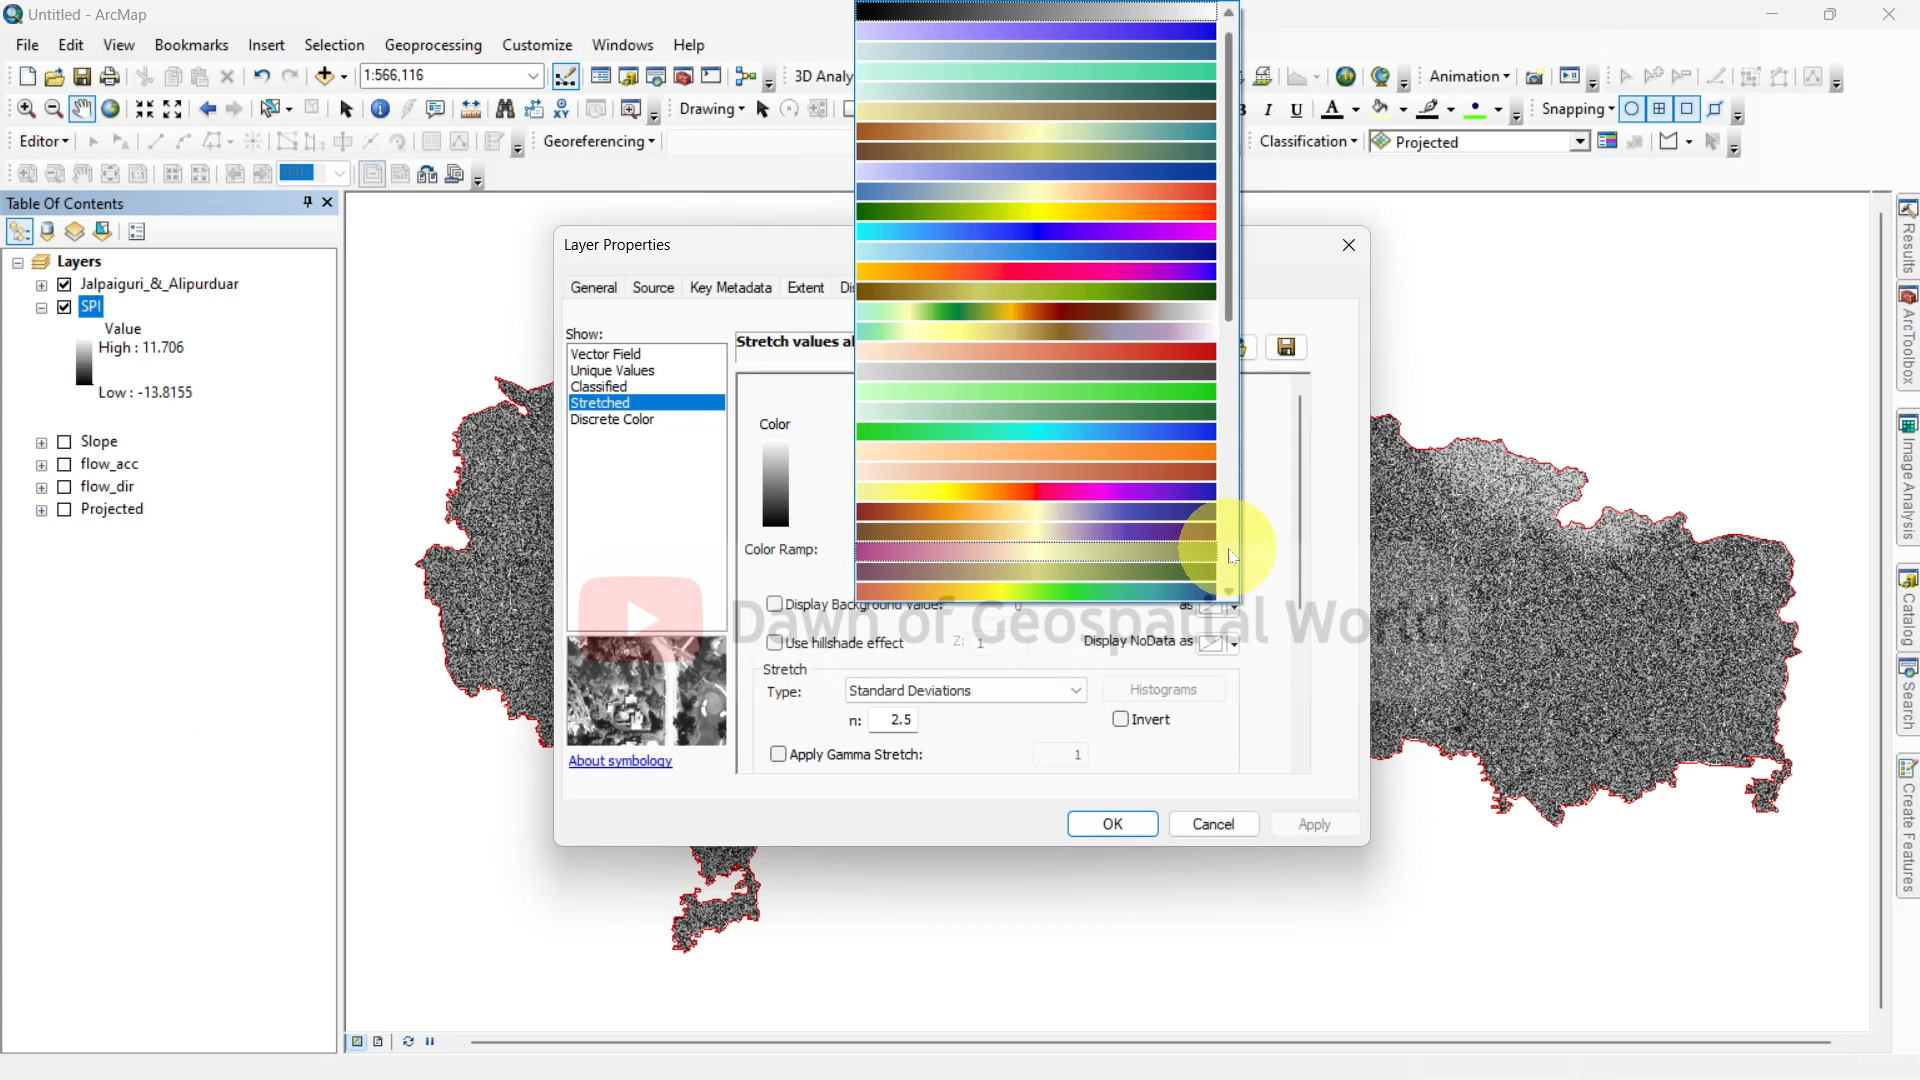 Untitled - ArcMap
File Edit View Bookmarks Insert Selection Geoprocessing Customize Windows Help
1:566,116
3D Analy
Animation
Drawing
I U A
Snapping
Editor
Georeferencing
Classification
Projected
Table Of Contents
Layers
Jalpaiguri_&_Alipurduar
SPI
Value
High : 11.706
Low : -13.8155
Slope
flow_acc
flow_dir
Projected
Layer Properties
General Source Key Metadata Extent
Show:
Vector Field
Unique Values
Classified
Stretched
Discrete Color
About symbology
Stretch values al
Color
Color Ramp:
Display Background Value:
0
as
Use hillshade effect
Z: 1
Display NoData as
Stretch
Type: Standard Deviations
Histograms
n: 2.5
Invert
Apply Gamma Stretch: 1
OK Cancel Apply
Dawn of Geospatial World
Results
ArcToolbox
Image Analysis
Catalog
Search
Create Features